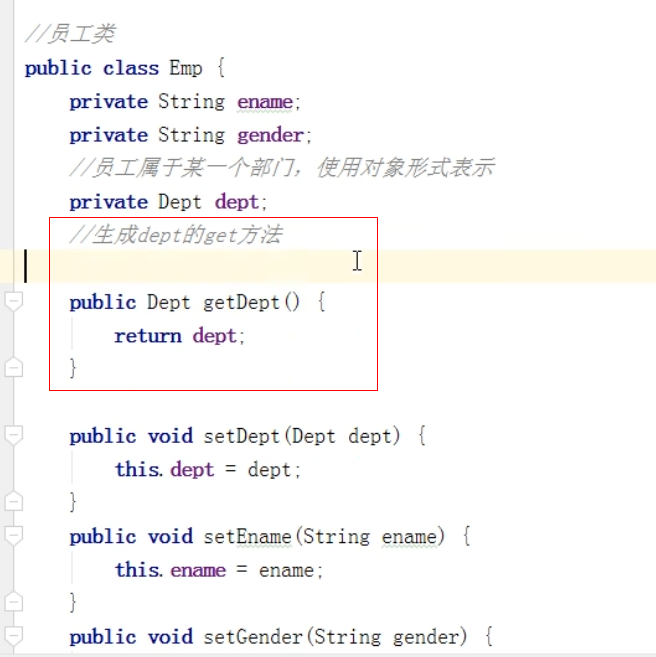 //员工类
public class Emp {
    private String ename;
    private String gender;
    //员工属于某一个部门，使用对象形式表示
    private Dept dept;
    //生成dept的get方法
    public Dept getDept() {
        return dept;
    }
    public void setDept(Dept dept) {
        this.dept = dept;
    }
    public void setEname(String ename) {
        this.ename = ename;
    }
    public void setGender(String gender) {